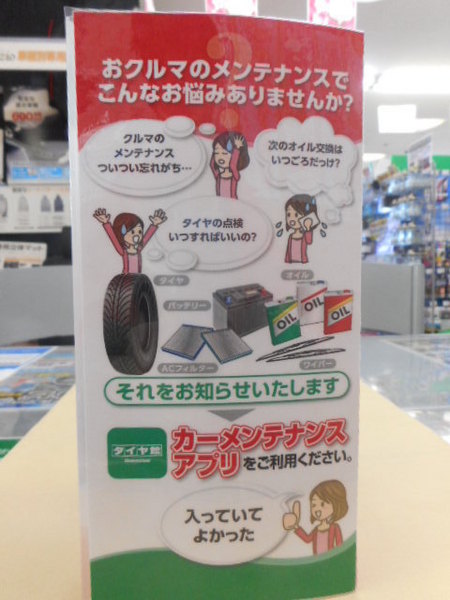 おクルマのメンテナンスで
こんなお悩みありませんか?
クルマの
メンテナンス
ついつい忘れがち…
次のオイル交換は
いつごろだっけ?
タイヤの点検
いつすればいいの?
タイヤ
オイル
バッテリー
OIL
OIL
OIL
ACフィルター
ワイパー
それをお知らせいたします
タイヤ館
カーメンテナンス
アプリをご利用ください。
入っていて
よかった